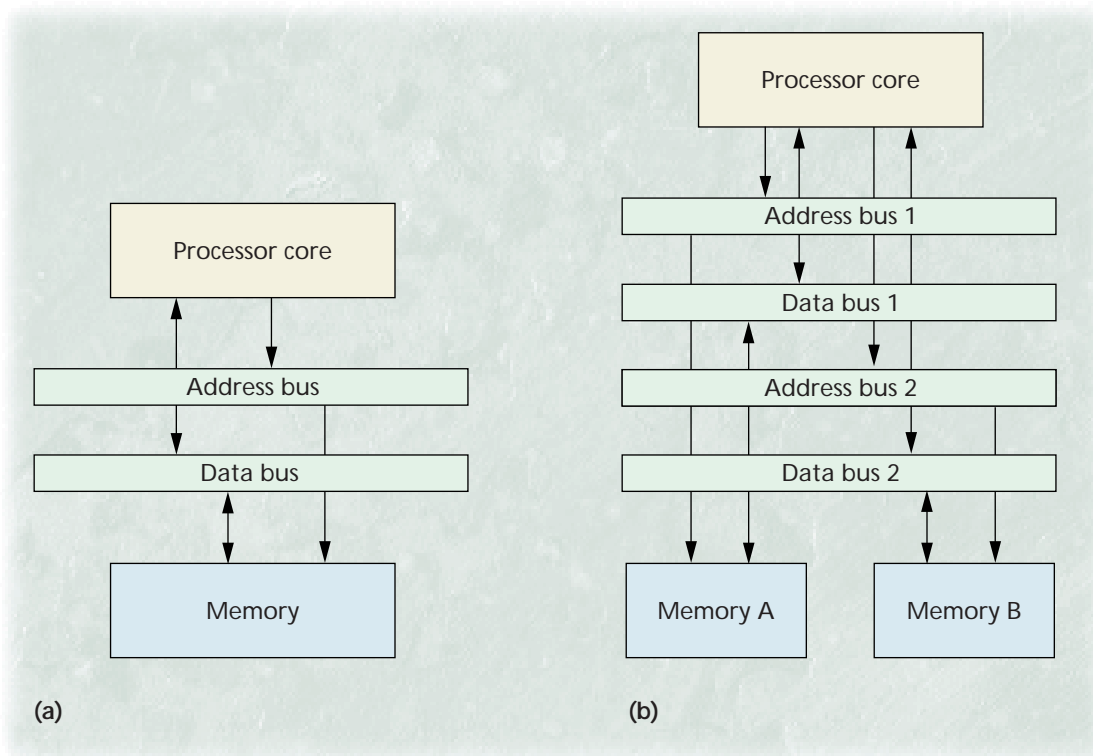 Processor core
Address bus
Data bus
Memory
(a)
Processor core
Address bus 1
Data bus 1
Address bus 2
Data bus 2
Memory A
Memory B
(b)